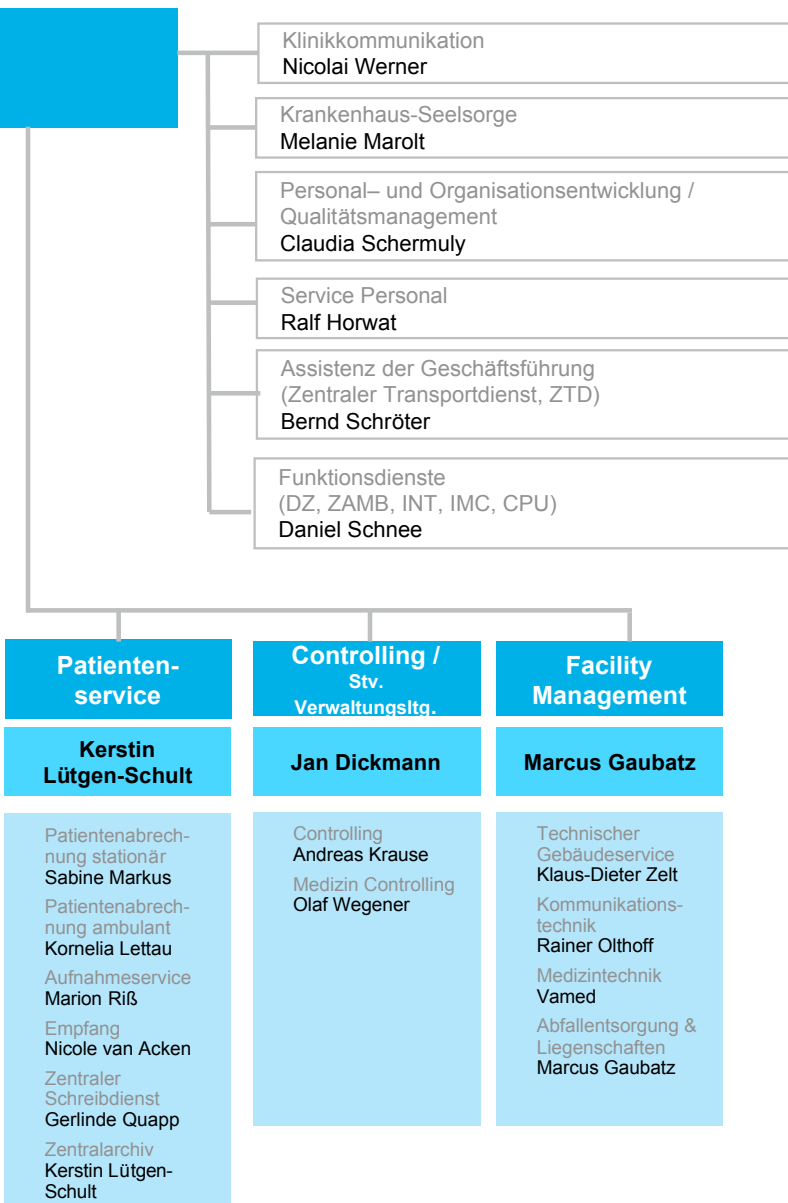 Klinikkommunikation
Nicolai Werner
Krankenhaus-Seelsorge
Melanie Marolt
Personal– und Organisationsentwicklung /
Qualitätsmanagement
Claudia Schermuly
Service Personal
Ralf Horwat
Assistenz der Geschäftsführung
(Zentraler Transportdienst, ZTD)
Bernd Schröter
Funktionsdienste
(DZ, ZAMB, INT, IMC, CPU)
Daniel Schnee
Patienten-
service
Kerstin
Lütgen-Schult
Patientenabrech-
nung stationär
Sabine Markus
Patientenabrech-
nung ambulant
Kornelia Lettau
Aufnahmeservice
Marion Riß
Empfang
Nicole van Acken
Zentraler
Schreibdienst
Gerlinde Quapp
Zentralarchiv
Kerstin Lütgen-
Schult
Controlling /
Stv.
Verwaltungsltg.
Jan Dickmann
Controlling
Andreas Krause
Medizin Controlling
Olaf Wegener
Facility
Management
Marcus Gaubatz
Technischer
Gebäudeservice
Klaus-Dieter Zelt
Kommunikations-
technik
Rainer Olthoff
Medizintechnik
Vamed
Abfallentsorgung &
Liegenschaften
Marcus Gaubatz